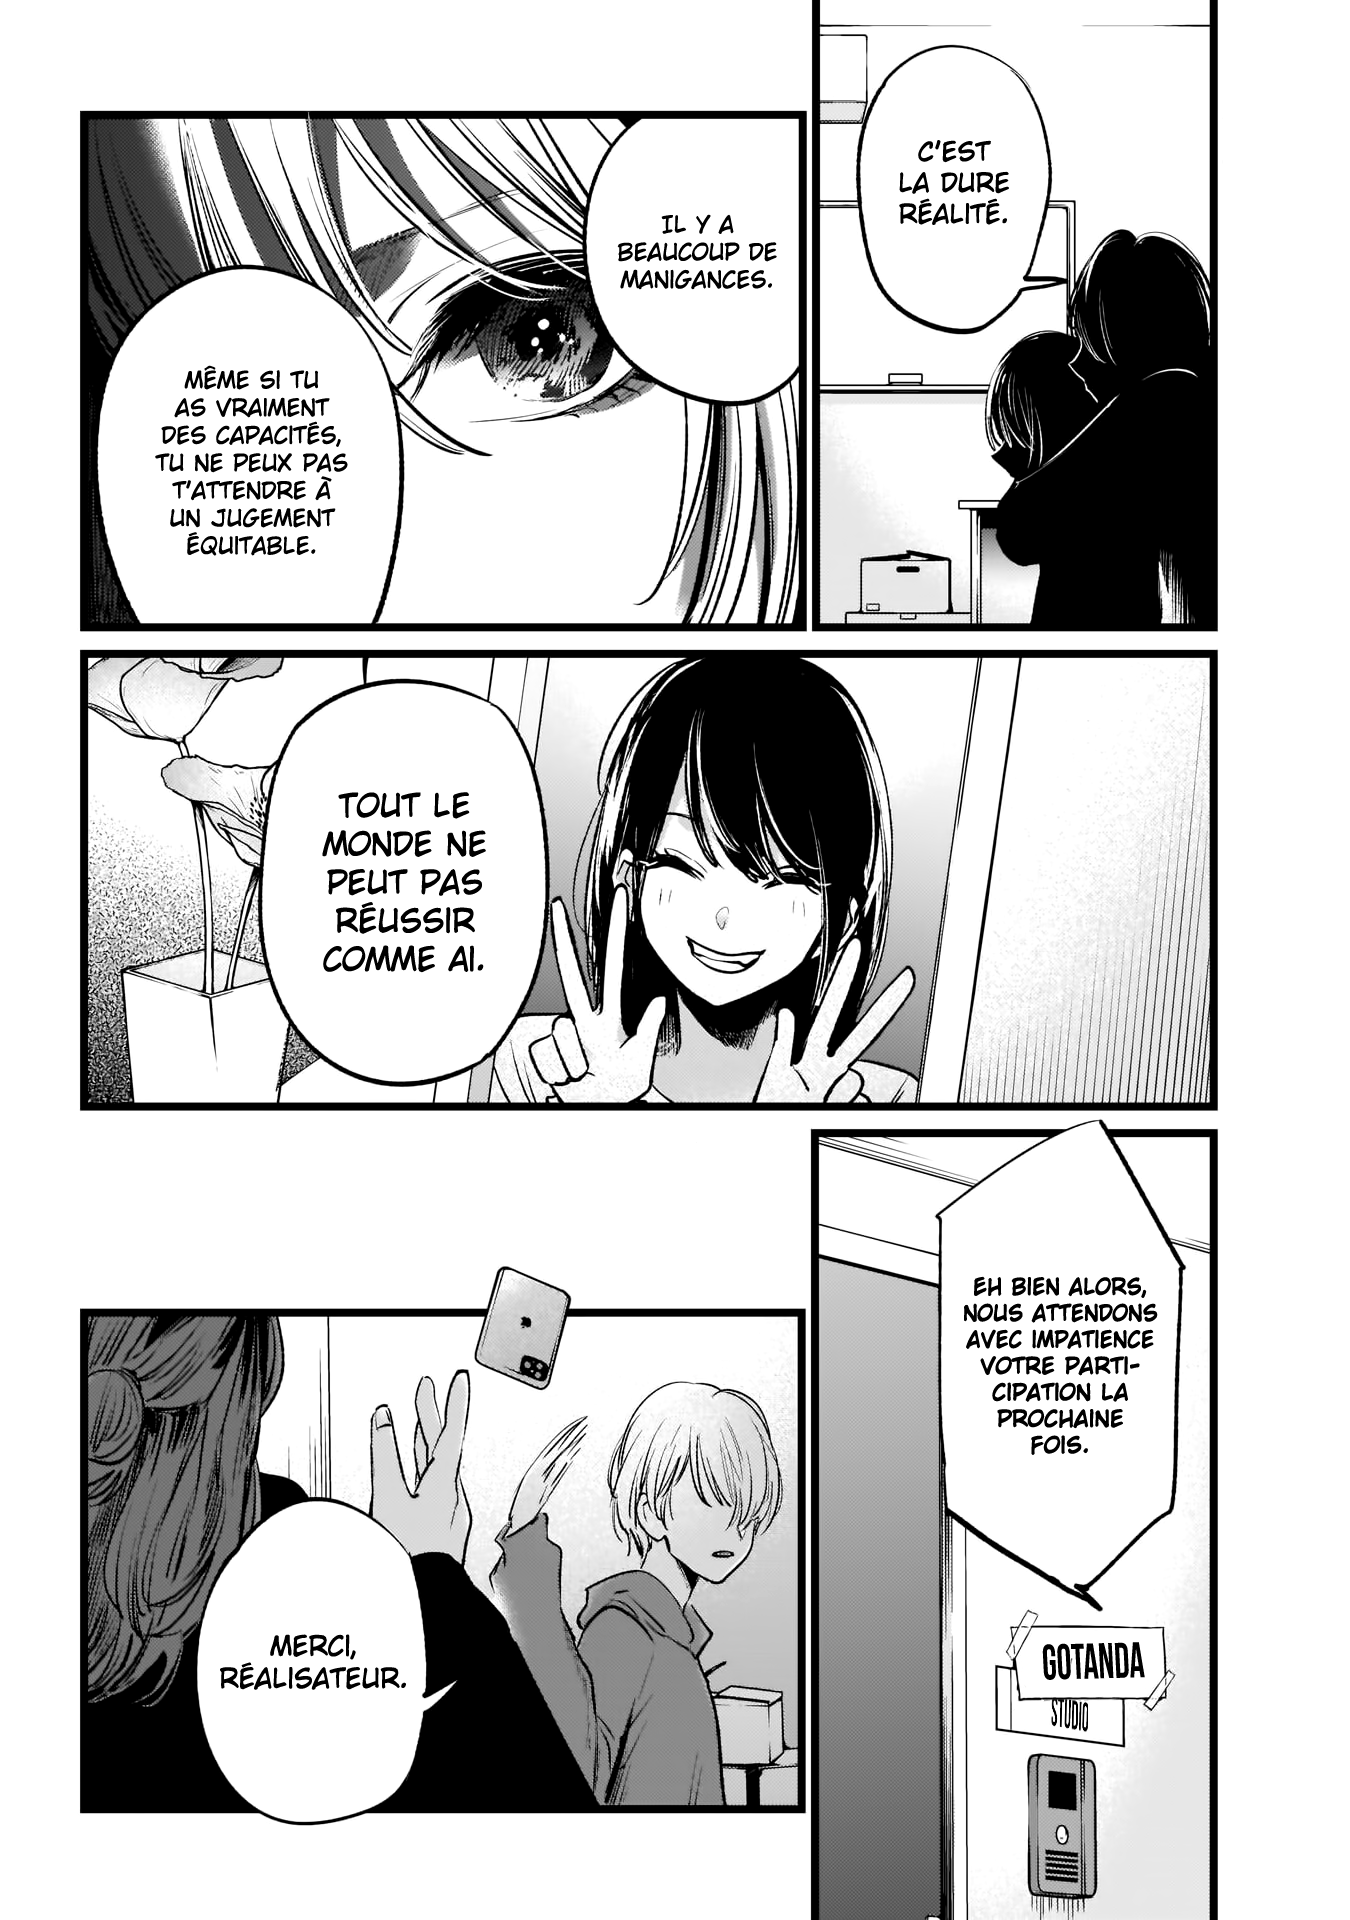 C'EST
LA DURE
RÉALITÉ.
IL Y A
BEAUCOUP DE
MANIGANCES.
MÊME SI TU
AS VRAIMENT
DES CAPACITÉS,
TU NE PEUX PAS
T'ATTENDRE À
UN JUGEMENT
ÉQUITABLE.
TOUT LE
MONDE NE
PEUT PAS
RÉUSSIR
COMME AI.
EH BIEN ALORS,
NOUS ATTENDONS
AVEC IMPATIENCE
VOTRE PARTI-
CIPATION LA
PROCHAINE
FOIS.
GOTANDA
STUDIO
MERCI,
RÉALISATEUR.